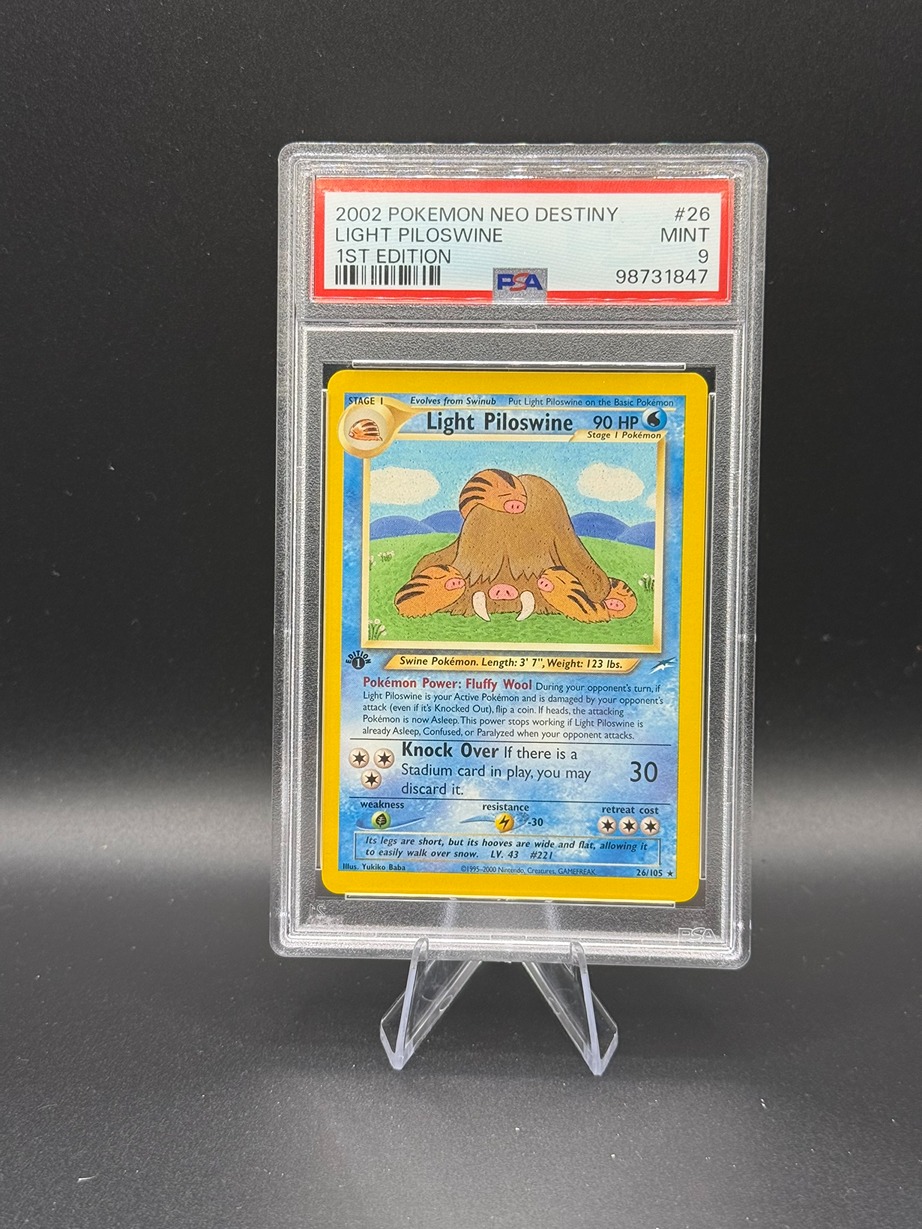 2002 POKEMON NEO DESTINY #26
LIGHT PILOSWINE MINT
1ST EDITION 9
PSA 98731847
STAGE 1 Evolves from Swinub Put Light Piloswine on the Basic Pokémon
Light Piloswine 90 HP
Stage 1 Pokémon
EDITION
1
Swine Pokémon. Length: 3' 7", Weight: 123 lbs.
Pokémon Power: Fluffy Wool During your opponent's turn, if
Light Piloswine is your Active Pokémon and is damaged by your opponent's
attack (even if it's Knocked Out), flip a coin. If heads, the attacking
Pokémon is now Asleep. This power stops working if Light Piloswine is
already Asleep, Confused, or Paralyzed when your opponent attacks.
Knock Over If there is a
Stadium card in play, you may 30
discard it.
weakness resistance retreat cost
-30
Its legs are short, but its hooves are wide and flat, allowing it
to easily walk over snow. LV. 43 #221
Illus. Yukiko Baba ©1995-2000 Nintendo, Creatures, GAMEFREAK 26/105 ★
PSA